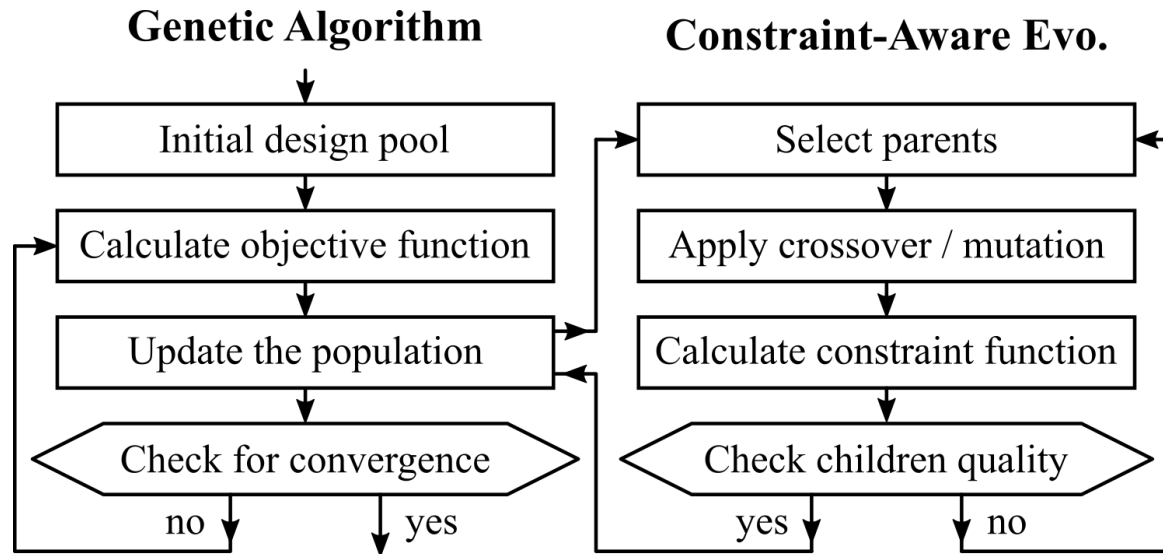 Genetic Algorithm
Initial design pool
Calculate objective function
Update the population
Check for convergence
no
yes
Constraint-Aware Evo.
Select parents
Apply crossover / mutation
Calculate constraint function
Check children quality
yes
no